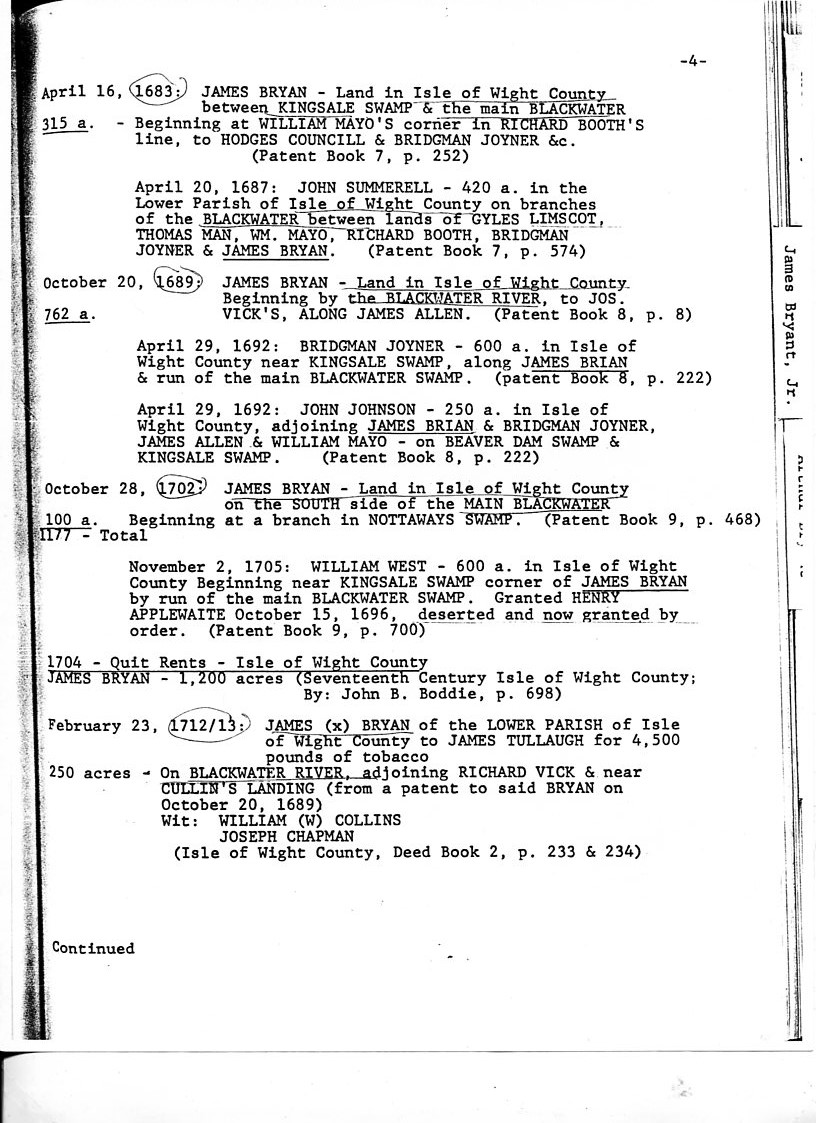 -4-
April 16, 1683: JAMES BRYAN - Land in Isle of Wight County
between KINGSALE SWAMP & the main BLACKWATER
315 a. - Beginning at WILLIAM MAYO'S corner in RICHARD BOOTH'S
line, to HODGES COUNCILL & BRIDGMAN JOYNER &c.
(Patent Book 7, p. 252)
April 20, 1687: JOHN SUMMERELL - 420 a. in the
Lower Parish of Isle of Wight County on branches
of the BLACKWATER between lands of GYLES LIMSCOT,
THOMAS MAN, WM. MAYO, RICHARD BOOTH, BRIDGMAN
JOYNER & JAMES BRYAN. (Patent Book 7, p. 574)
October 20, 1689: JAMES BRYAN - Land in Isle of Wight County
Beginning by the BLACKWATER RIVER, to JOS.
762 a. VICK'S, ALONG JAMES ALLEN. (Patent Book 8, p. 8)
April 29, 1692: BRIDGMAN JOYNER - 600 a. in Isle of
Wight County near KINGSALE SWAMP, along JAMES BRIAN
& run of the main BLACKWATER SWAMP. (patent Book 8, p. 222)
April 29, 1692: JOHN JOHNSON - 250 a. in Isle of
Wight County, adjoining JAMES BRIAN & BRIDGMAN JOYNER,
JAMES ALLEN & WILLIAM MAYO - on BEAVER DAM SWAMP &
KINGSALE SWAMP. (Patent Book 8, p. 222)
October 28, 1702: JAMES BRYAN - Land in Isle of Wight County
on the SOUTH side of the MAIN BLACKWATER
100 a. Beginning at a branch in NOTTAWAYS SWAMP. (Patent Book 9, p. 468)
1177 - Total
November 2, 1705: WILLIAM WEST - 600 a. in Isle of Wight
County Beginning near KINGSALE SWAMP corner of JAMES BRYAN
by run of the main BLACKWATER SWAMP. Granted HENRY
APPLEWAITE October 15, 1696, deserted and now granted by
order. (Patent Book 9, p. 700)
1704 - Quit Rents - Isle of Wight County
JAMES BRYAN - 1,200 acres (Seventeenth Century Isle of Wight County;
By: John B. Boddie, p. 698)
February 23, 1712/13: JAMES (x) BRYAN of the LOWER PARISH of Isle
of Wight County to JAMES TULLAUGH for 4,500
pounds of tobacco
250 acres - On BLACKWATER RIVER, adjoining RICHARD VICK & near
CULLIN'S LANDING (from a patent to said BRYAN on
October 20, 1689)
Wit: WILLIAM (W) COLLINS
JOSEPH CHAPMAN
(Isle of Wight County, Deed Book 2, p. 233 & 234)
Continued
James Bryant, Jr.